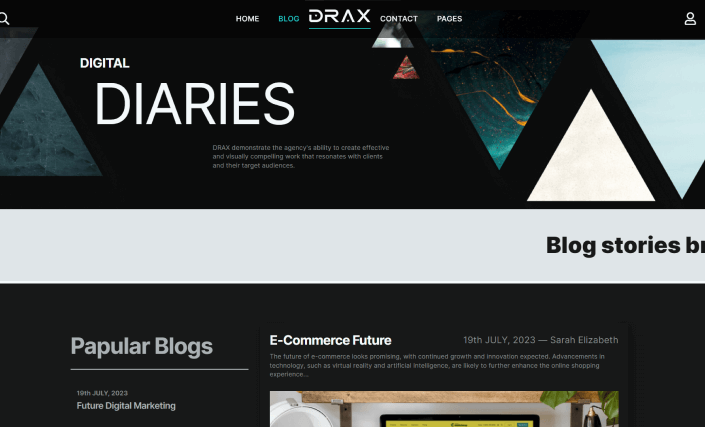 HOME BLOG DRAX CONTACT PAGES
DIGITAL
DIARIES
DRAX demonstrate the agency's ability to create effective
and visually compelling work that resonates with clients
and their target audiences.
Blog stories br
Papular Blogs
19th JULY, 2023
Future Digital Marketing
E-Commerce Future 19th JULY, 2023 — Sarah Elizabeth
The future of e-commerce looks promising, with continued growth and innovation expected. Advancements in
technology, such as virtual reality and artificial intelligence, are likely to further enhance the online shopping
experience...